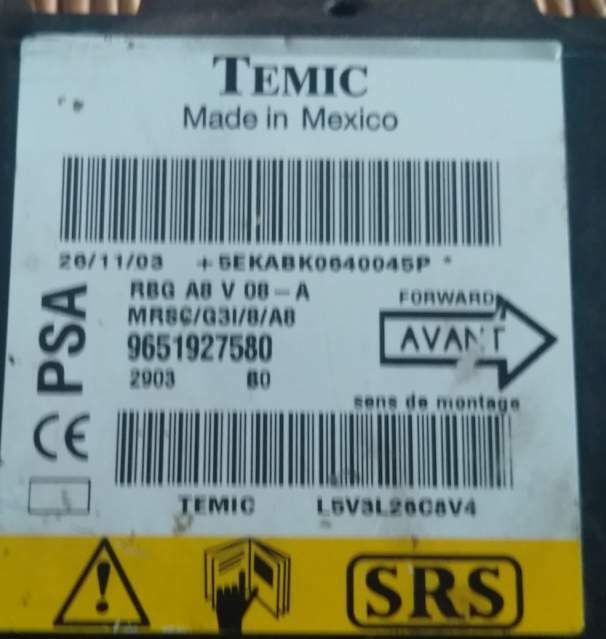 TEMIC
Made in Mexico
26/11/03 +5EKABK0640045P *
RBG A8 V 08-A
MRSC/G3I/8/A8
9651927580
2903 80
PSA
CE
FORWARD
AVANT
sens de montage
TEMIC L5V3L26C8V4
SRS